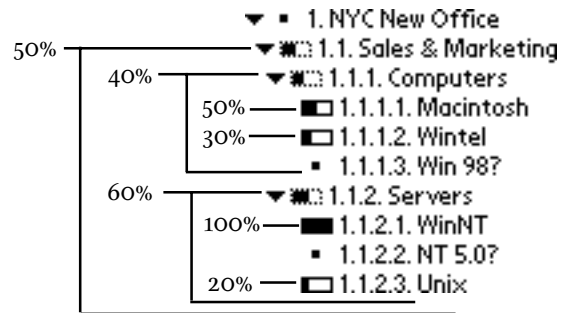 1. NYC New Office
50% 1.1. Sales & Marketing
40% 1.1.1. Computers
50% 1.1.1.1. Macintosh
30% 1.1.1.2. Wintel
1.1.1.3. Win 98?
60% 1.1.2. Servers
100% 1.1.2.1. WinNT
1.1.2.2. NT 5.0?
20% 1.1.2.3. Unix